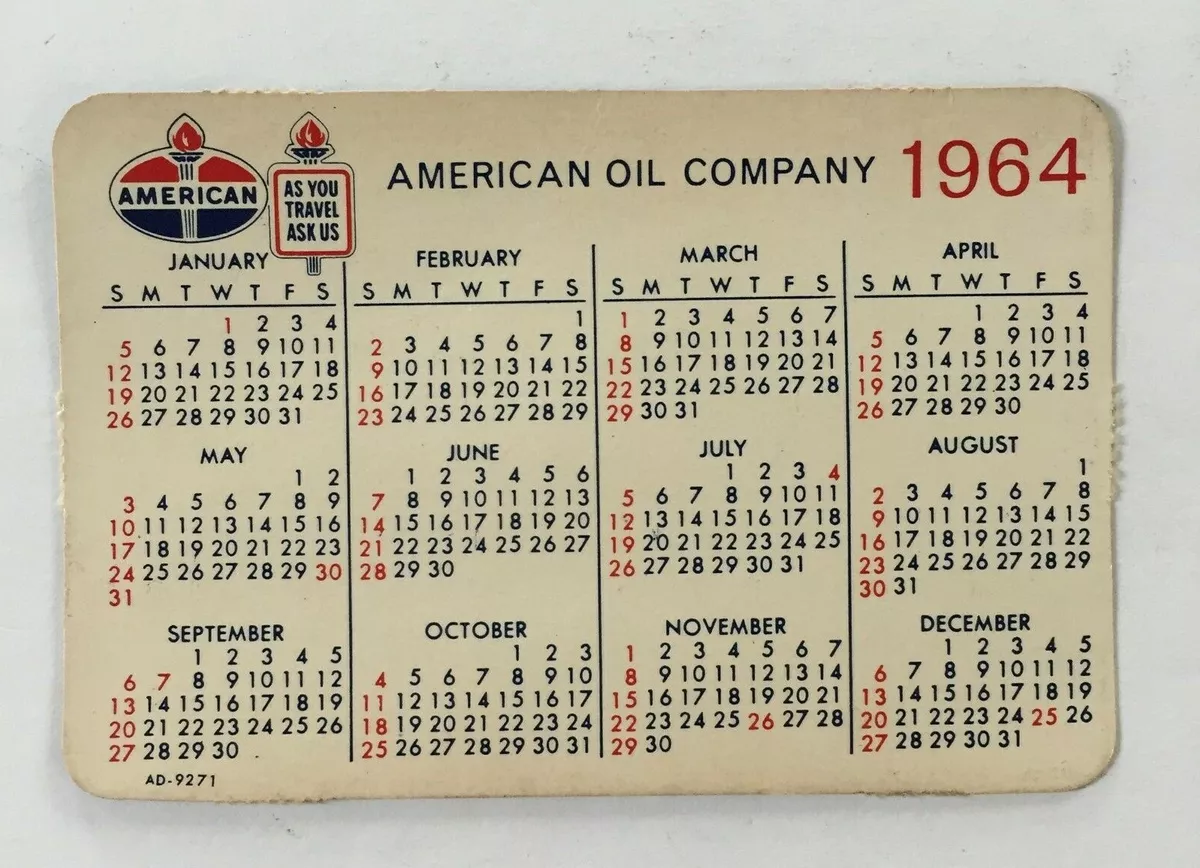 AMERICAN
AS YOU
TRAVEL
ASK US
AMERICAN OIL COMPANY 1964
JANUARY
S M T W T F S
1 2 3 4
5 6 7 8 9 10 11
12 13 14 15 16 17 18
19 20 21 22 23 24 25
26 27 28 29 30 31
FEBRUARY
S M T W T F S
1
2 3 4 5 6 7 8
9 10 11 12 13 14 15
16 17 18 19 20 21 22
23 24 25 26 27 28 29
MARCH
S M T W T F S
1 2 3 4 5 6 7
8 9 10 11 12 13 14
15 16 17 18 19 20 21
22 23 24 25 26 27 28
29 30 31
APRIL
S M T W T F S
1 2 3 4
5 6 7 8 9 10 11
12 13 14 15 16 17 18
19 20 21 22 23 24 25
26 27 28 29 30
MAY
1 2
3 4 5 6 7 8 9
10 11 12 13 14 15 16
17 18 19 20 21 22 23
24 25 26 27 28 29 30
31
JUNE
1 2 3 4 5 6
7 8 9 10 11 12 13
14 15 16 17 18 19 20
21 22 23 24 25 26 27
28 29 30
JULY
1 2 3 4
5 6 7 8 9 10 11
12 13 14 15 16 17 18
19 20 21 22 23 24 25
26 27 28 29 30 31
AUGUST
1
2 3 4 5 6 7 8
9 10 11 12 13 14 15
16 17 18 19 20 21 22
23 24 25 26 27 28 29
30 31
SEPTEMBER
1 2 3 4 5
6 7 8 9 10 11 12
13 14 15 16 17 18 19
20 21 22 23 24 25 26
27 28 29 30
OCTOBER
1 2 3
4 5 6 7 8 9 10
11 12 13 14 15 16 17
18 19 20 21 22 23 24
25 26 27 28 29 30 31
NOVEMBER
1 2 3 4 5 6 7
8 9 10 11 12 13 14
15 16 17 18 19 20 21
22 23 24 25 26 27 28
29 30
DECEMBER
1 2 3 4 5
6 7 8 9 10 11 12
13 14 15 16 17 18 19
20 21 22 23 24 25 26
27 28 29 30 31
AD-9271